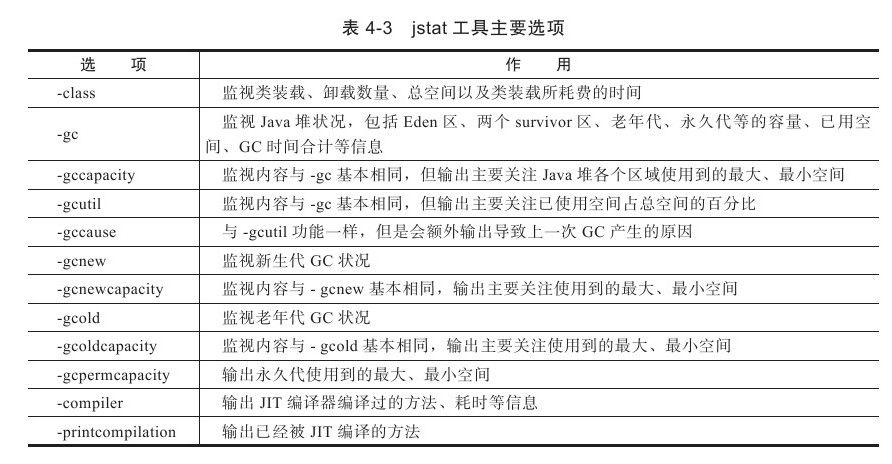 表 4-3 jstat 工具主要选项
选 项 作 用
-class 监视类装载、卸载数量、总空间以及类装载所耗费的时间
-gc 监视 Java 堆状况，包括 Eden 区、两个 survivor 区、老年代、永久代等的容量、已用空
间、GC 时间合计等信息
-gccapacity 监视内容与 -gc 基本相同，但输出主要关注 Java 堆各个区域使用到的最大、最小空间
-gcutil 监视内容与 -gc 基本相同，但输出主要关注已使用空间占总空间的百分比
-gccause 与 -gcutil 功能一样，但是会额外输出导致上一次 GC 产生的原因
-gcnew 监视新生代 GC 状况
-gcnewcapacity 监视内容与 - gcnew 基本相同，输出主要关注使用到的最大、最小空间
-gcold 监视老年代 GC 状况
-gcoldcapacity 监视内容与 - gcold 基本相同，输出主要关注使用到的最大、最小空间
-gcpermcapacity 输出永久代使用到的最大、最小空间
-compiler 输出 JIT 编译器编译过的方法、耗时等信息
-printcompilation 输出已经被 JIT 编译的方法